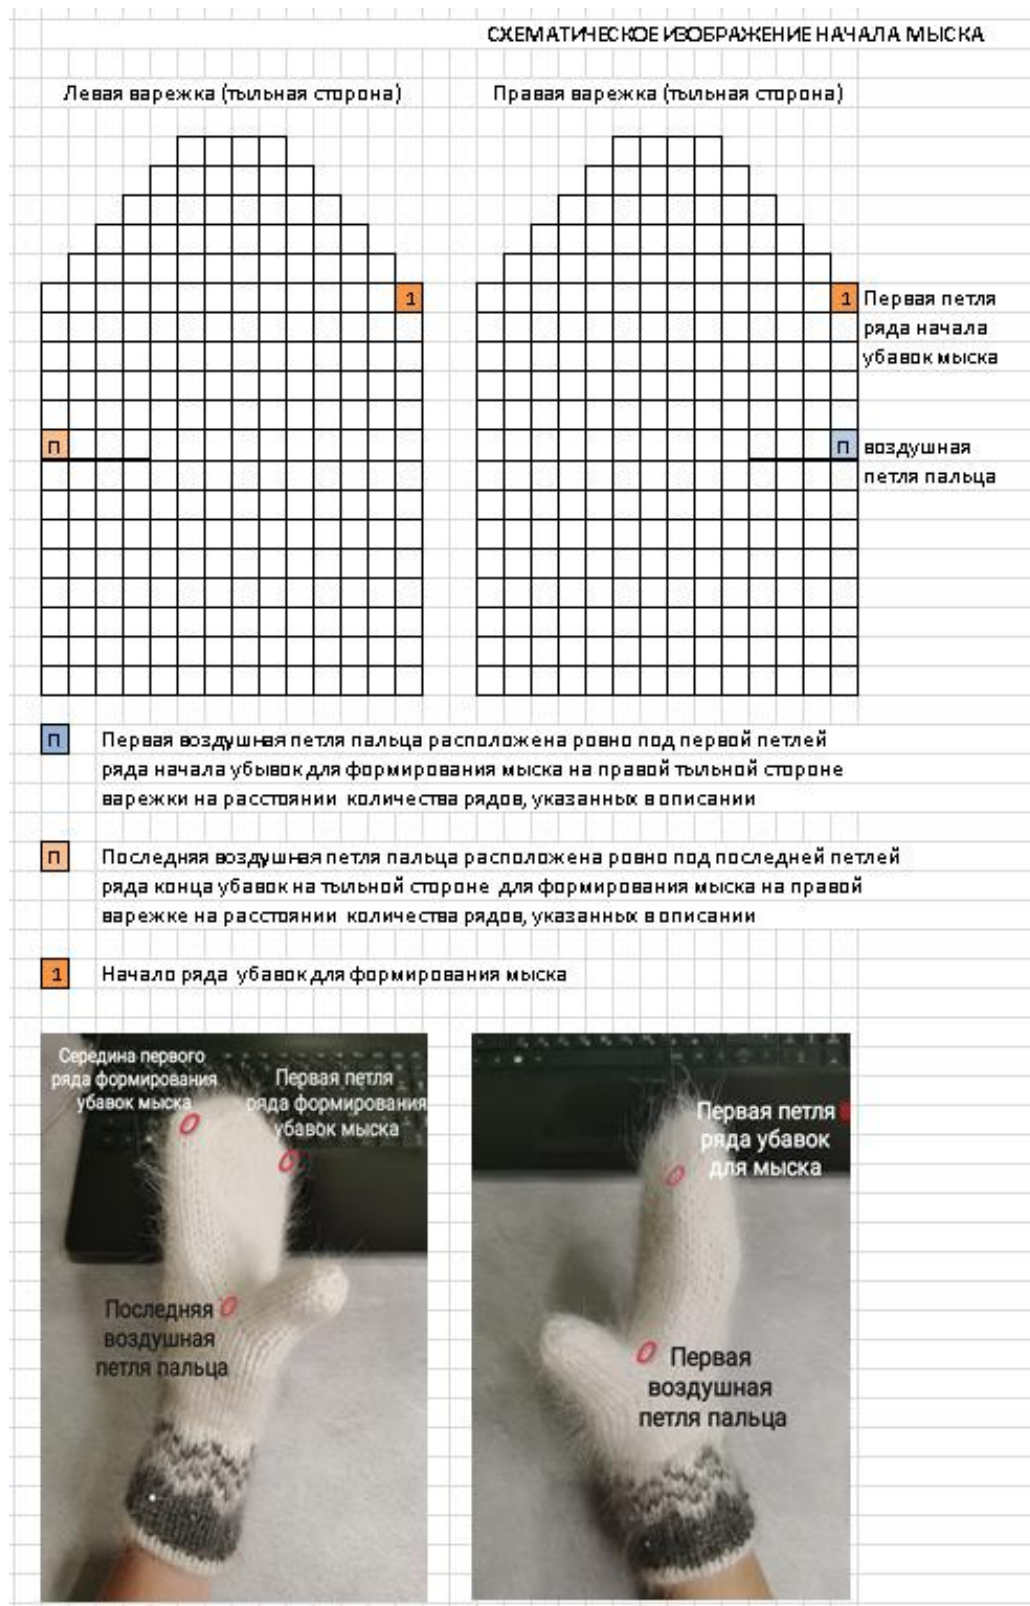 СХЕМАТИЧЕСКОЕ ИЗОБРАЖЕНИЕ НАЧАЛА МЫСКА
Левая варежка (тыльная сторона)
Правая варежка (тыльная сторона)
1
1 Первая петля
ряда начала
убавок мыска
П
П воздушная
петля пальца
П Первая воздушная петля пальца расположена ровно под первой петлей
ряда начала убывок для формирования мыска на правой тыльной стороне
варежки на расстоянии количества рядов, указанных в описании
П Последняя воздушная петля пальца расположена ровно под последней петлей
ряда конца убавок на тыльной стороне для формирования мыска на правой
варежке на расстоянии количества рядов, указанных в описании
1 Начало ряда убавок для формирования мыска
Середина первого
ряда формирования
убавок мыска
Первая петля
ряда формирования
убавок мыска
Последняя
воздушная
петля пальца
Первая петля
ряда убавок
для мыска
Первая
воздушная
петля пальца